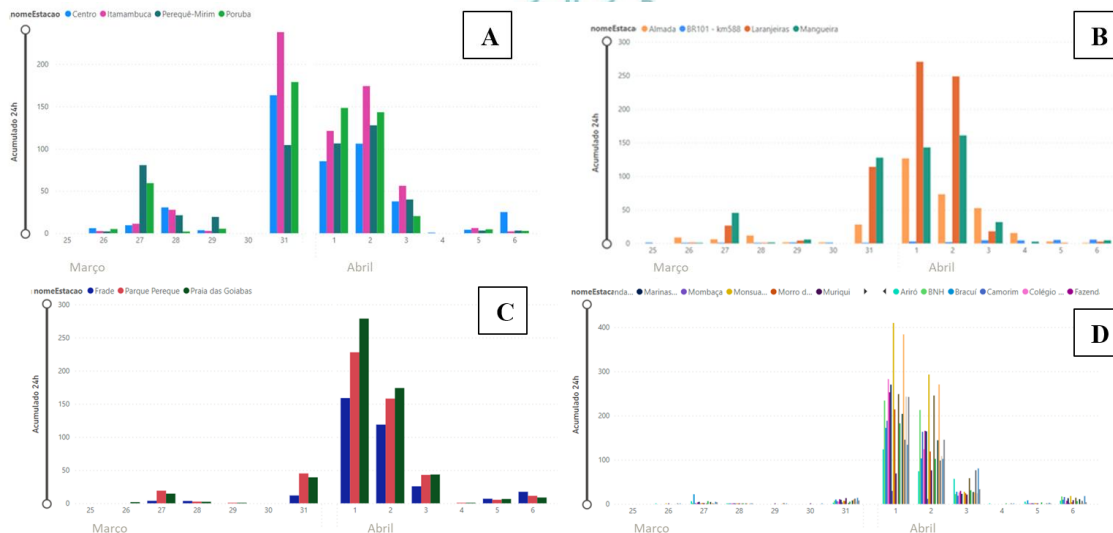 nomeEstacao Centro Itamambuca Perequê-Mirim Poruba
A
Acumulado 24h
200
150
100
50
0
25 26 27 28 29 30 31 1 2 3 4 5 6
Março Abril
nomeEstacao Almada BR101 - km588 Laranjeiras Mangueira
B
Acumulado 24h
300
250
200
150
100
50
0
25 26 27 28 29 30 31 1 2 3 4 5 6
Março Abril
nomeEstacao Frade Parque Pereque Praia das Goiabas
C
Acumulado 24h
300
250
200
150
100
50
0
25 26 27 28 29 30 31 1 2 3 4 5 6
Março Abril
nomeEstaca nda... Marinas... Mombaça Monsua... Morro d... Muriqui Ariró BNH Bracuí Camorim Colégio ... Fazend
D
Acumulado 24h
400
300
200
100
0
25 26 27 28 29 30 31 1 2 3 4 5 6
Março Abril